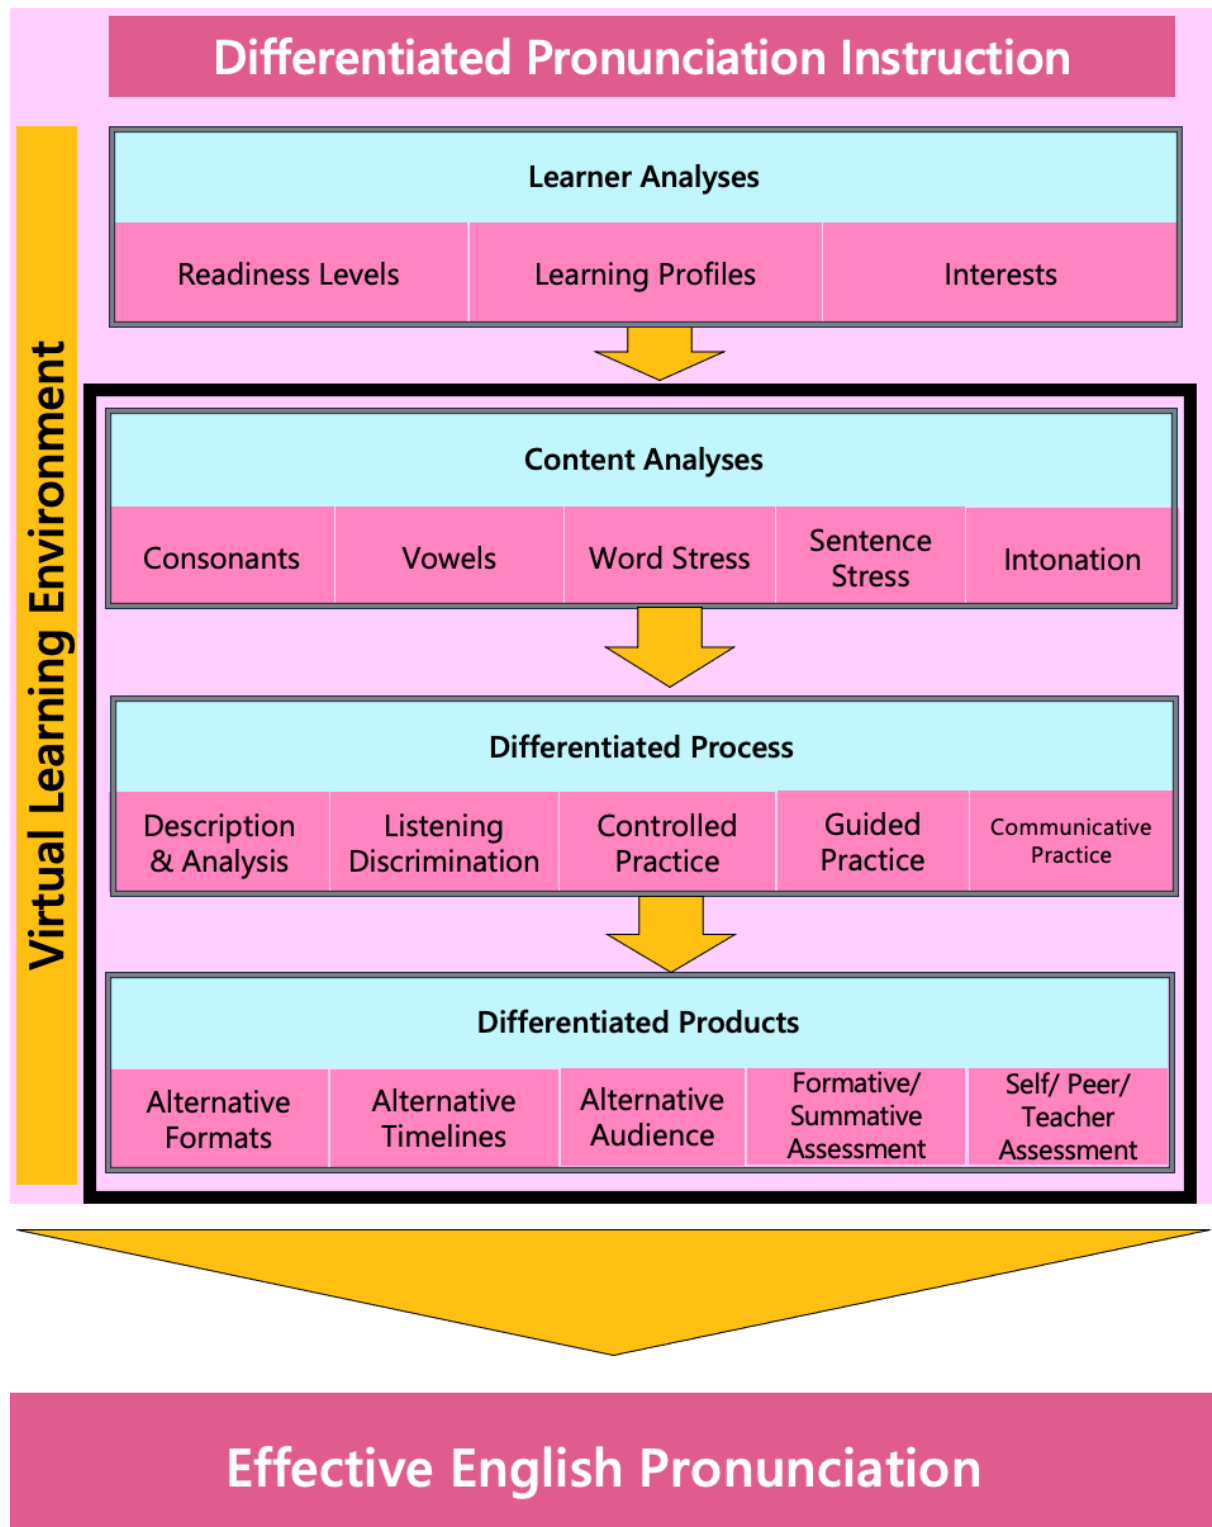 Differentiated Pronunciation Instruction
Virtual Learning Environment
Learner Analyses
Readiness Levels
Learning Profiles
Interests
Content Analyses
Consonants
Vowels
Word Stress
Sentence
Stress
Intonation
Differentiated Process
Description
& Analysis
Listening
Discrimination
Controlled
Practice
Guided
Practice
Communicative
Practice
Differentiated Products
Alternative
Formats
Alternative
Timelines
Alternative
Audience
Formative/
Summative
Assessment
Self/ Peer/
Teacher
Assessment
Effective English Pronunciation